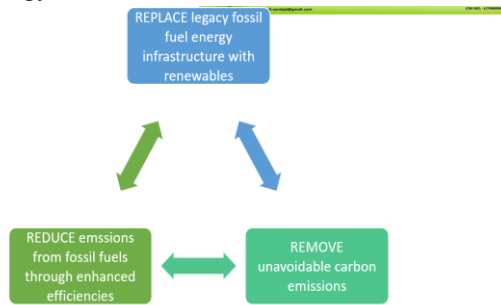 REPLACE legacy fossil
fuel energy
infrastructure with
renewables
REDUCE emssions
from fossil fuels
through enhanced
efficiencies
REMOVE
unavoidable carbon
emissions